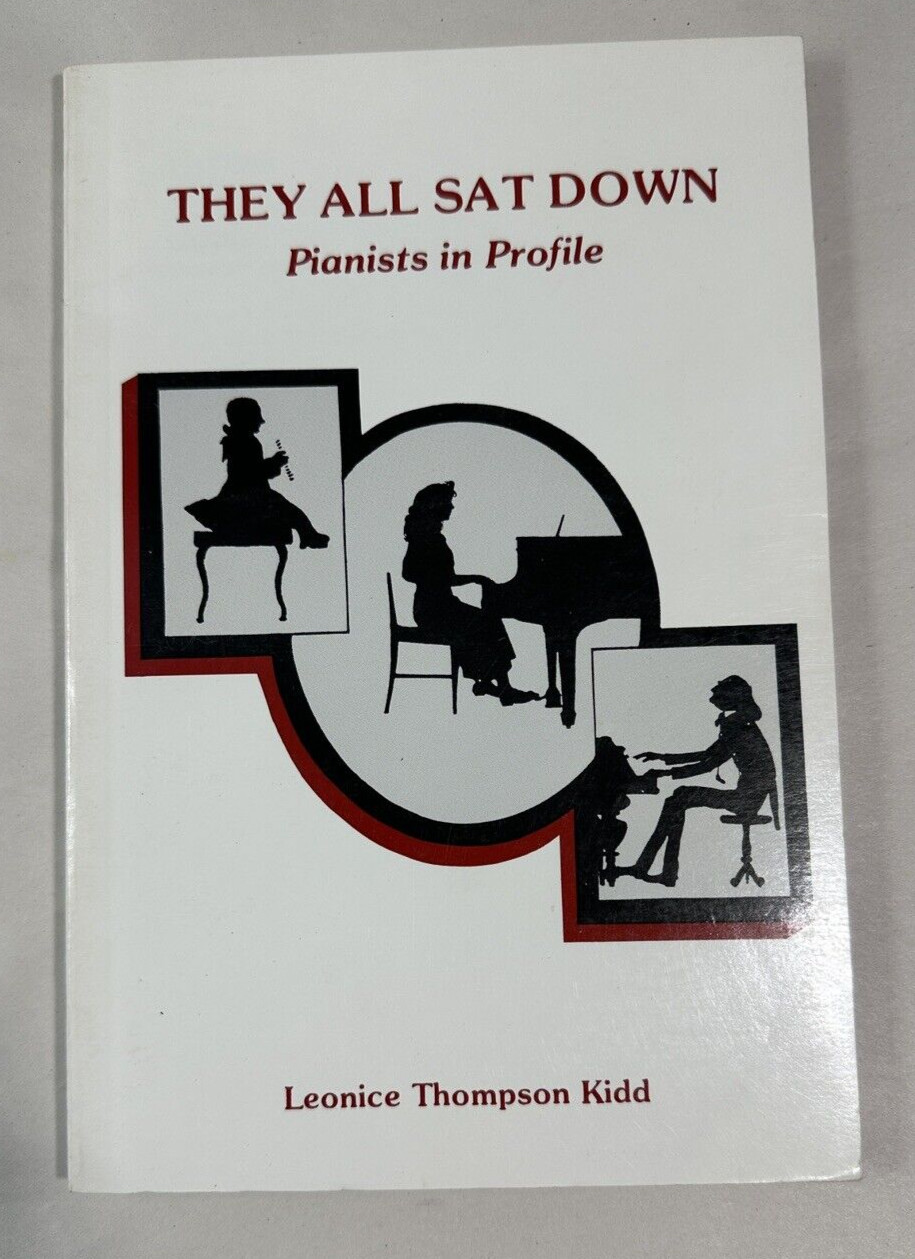 THEY ALL SAT DOWN
Pianists in Profile
Leonice Thompson Kidd